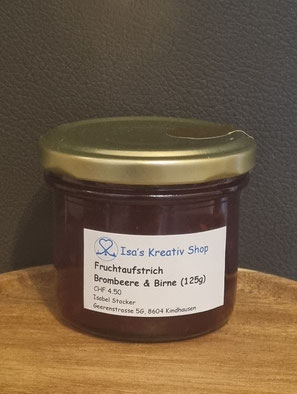 Isa's Kreativ Shop
Fruchtaufstrich
Brombeere & Birne (125g)
CHF 4.50
Isabel Stocker
Geerenstrasse 5G, 8604 Kindhausen